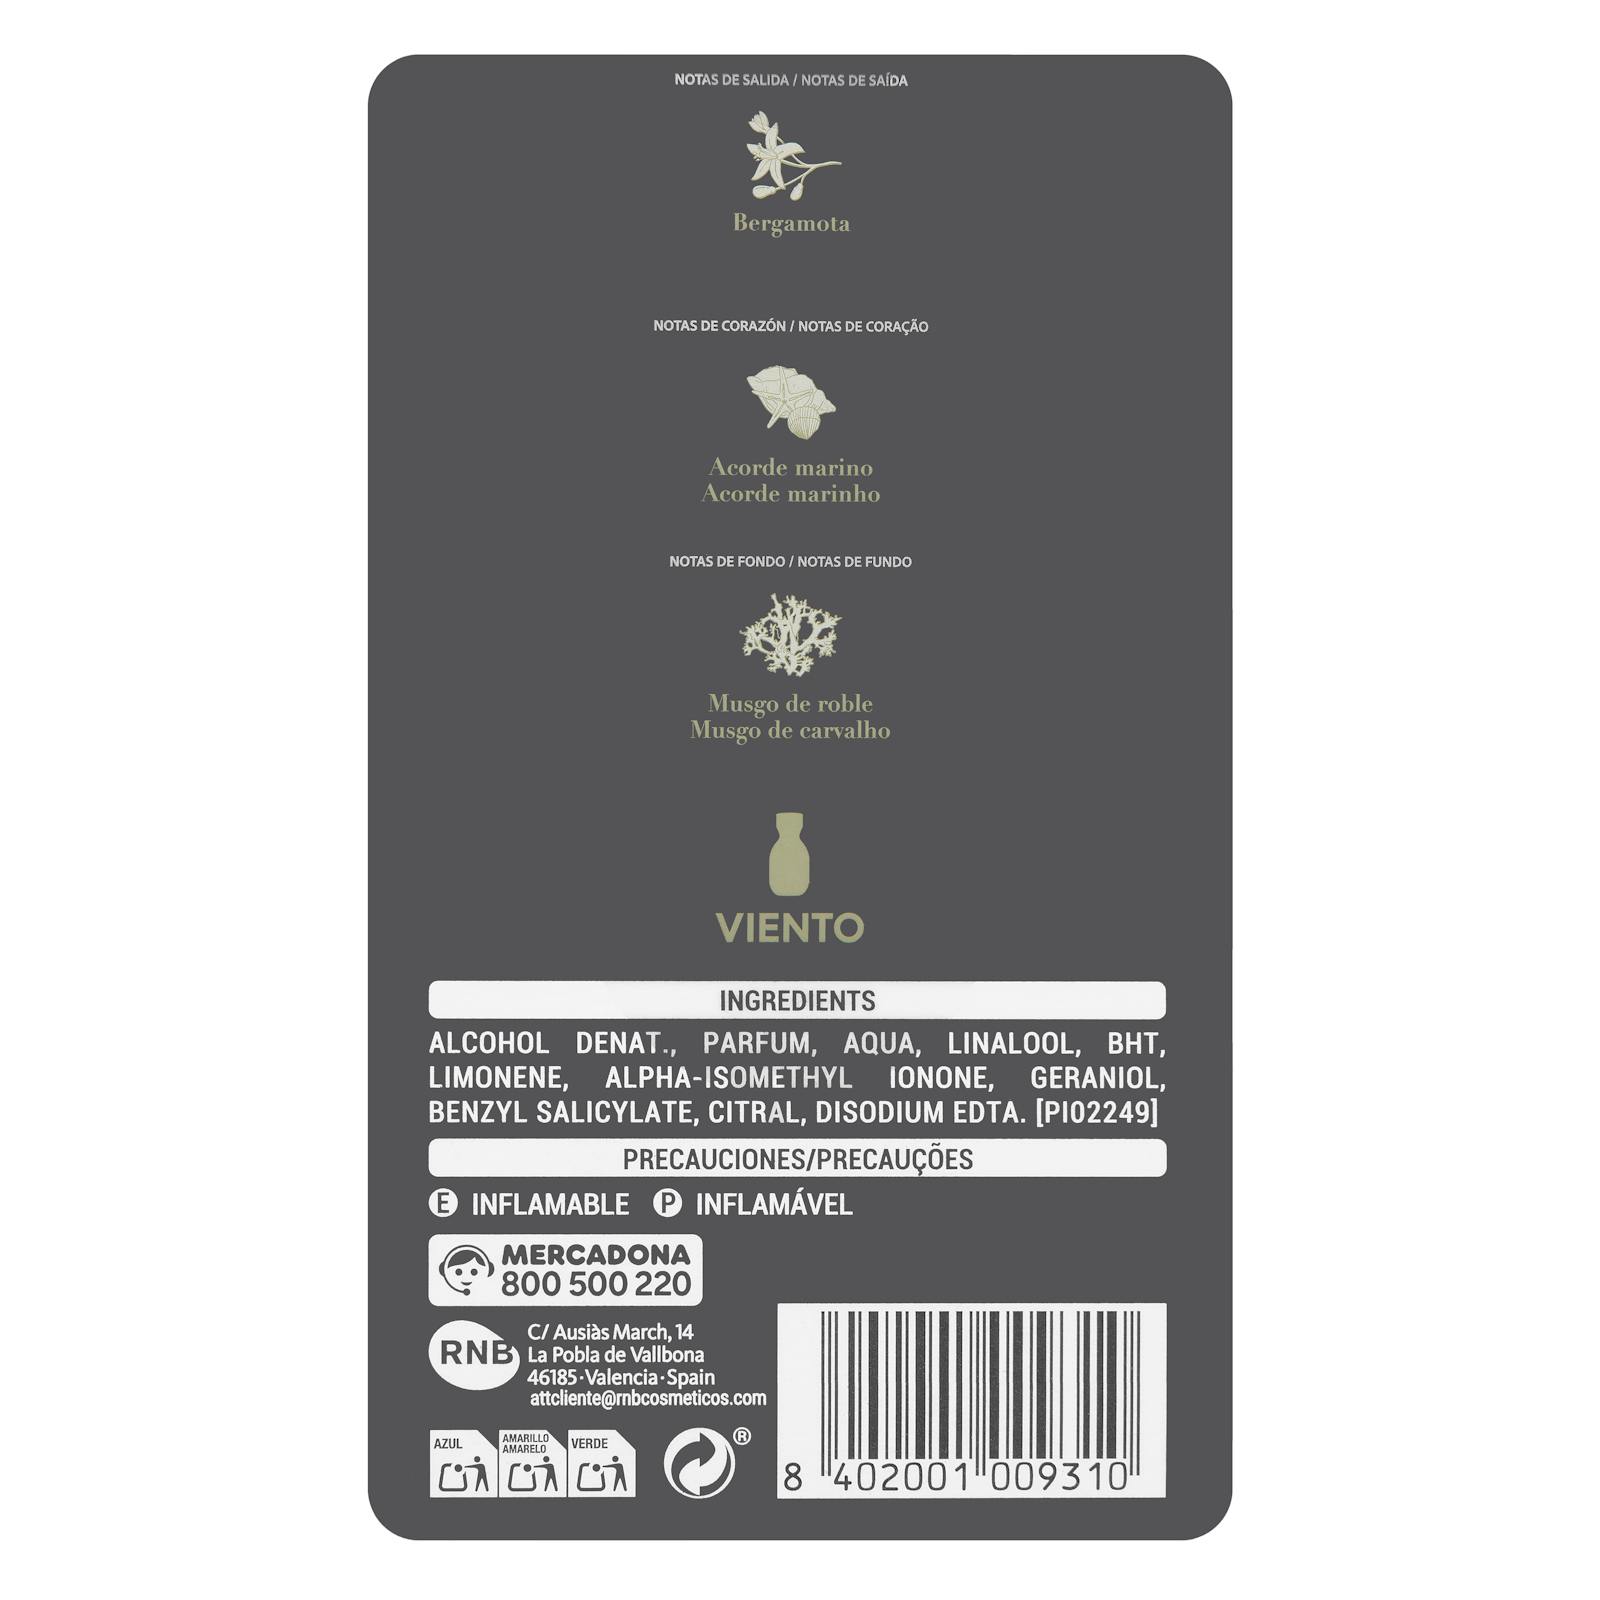 NOTAS DE SALIDA / NOTAS DE SAÍDA
Bergamota
NOTAS DE CORAZÓN / NOTAS DE CORAÇÃO
Acorde marino
Acorde marinho
NOTAS DE FONDO / NOTAS DE FUNDO
Musgo de roble
Musgo de carvalho
VIENTO
INGREDIENTS
ALCOHOL DENAT., PARFUM, AQUA, LINALOOL, BHT,
LIMONENE, ALPHA-ISOMETHYL IONONE, GERANIOL,
BENZYL SALICYLATE, CITRAL, DISODIUM EDTA. [PI02249]
PRECAUCIONES/PRECAUÇÕES
E INFLAMABLE P INFLAMÁVEL
MERCADONA
800 500 220
RNB
C/ Ausiàs March, 14
La Pobla de Vallbona
46185·Valencia·Spain
attcliente@rnbcosmeticos.com
AZUL
AMARILLO
AMARELO
VERDE
®
8 402001 009310